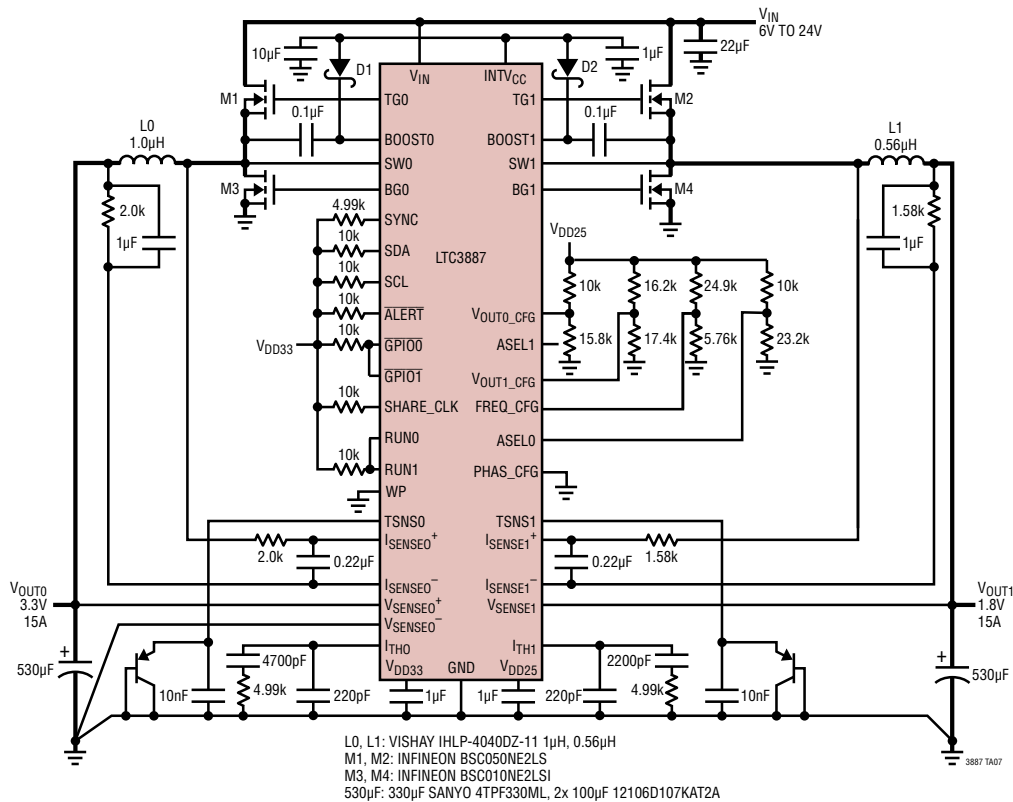 VIN
6V TO 24V
10µF
1µF
22µF
D1
D2
VIN
INTVCC
M1
TG0
TG1
M2
0.1µF
0.1µF
L0
1.0µH
BOOST0
BOOST1
L1
0.56µH
SW0
SW1
M3
BG0
BG1
M4
2.0k
1µF
4.99k
SYNC
1.58k
1µF
10k
SDA
LTC3887
VDD25
10k
SCL
10k
16.2k
24.9k
10k
10k
ALERT
VOUT0_CFG
10k
VDD33
GPIO0
ASEL1
15.8k
17.4k
5.76k
23.2k
GPIO1
VOUT1_CFG
10k
SHARE_CLK
FREQ_CFG
RUN0
ASEL0
10k
RUN1
PHAS_CFG
WP
TSNS0
TSNS1
2.0k
ISENSE0+
ISENSE1+
1.58k
0.22µF
0.22µF
VOUT0
3.3V
15A
ISENSE0–
ISENSE1–
VOUT1
1.8V
15A
VSENSE0+
VSENSE1
VSENSE0–
530µF
+
ITH0
ITH1
+
530µF
4700pF
VDD33
GND
VDD25
2200pF
10nF
4.99k
220pF
1µF
1µF
220pF
4.99k
10nF
L0, L1: VISHAY IHLP-4040DZ-11 1µH, 0.56µH
M1, M2: INFINEON BSC050NE2LS
M3, M4: INFINEON BSC010NE2LSI
530µF: 330µF SANYO 4TPF330ML, 2x 100µF 12106D107KAT2A
3887 TA07